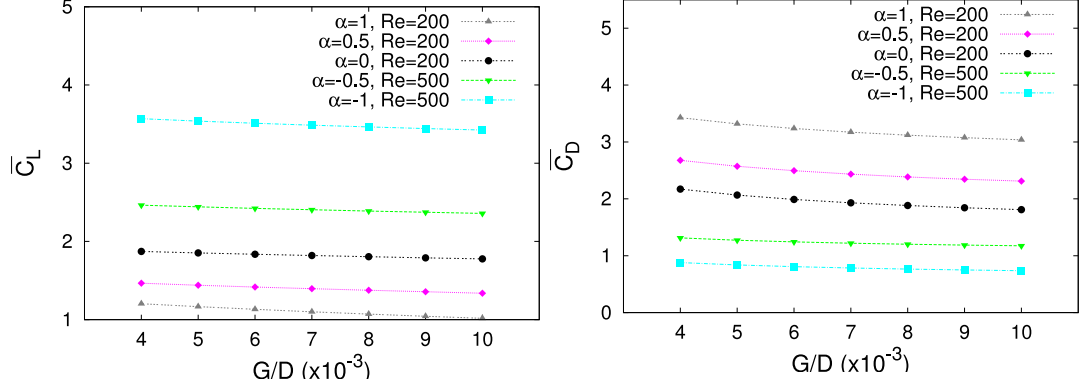 5
4
3
2
1
C̅L
α=1, Re=200
α=0.5, Re=200
α=0, Re=200
α=-0.5, Re=500
α=-1, Re=500
4 5 6 7 8 9 10
G/D (x10-3)
5
4
3
2
1
0
C̅D
α=1, Re=200
α=0.5, Re=200
α=0, Re=200
α=-0.5, Re=500
α=-1, Re=500
4 5 6 7 8 9 10
G/D (x10-3)